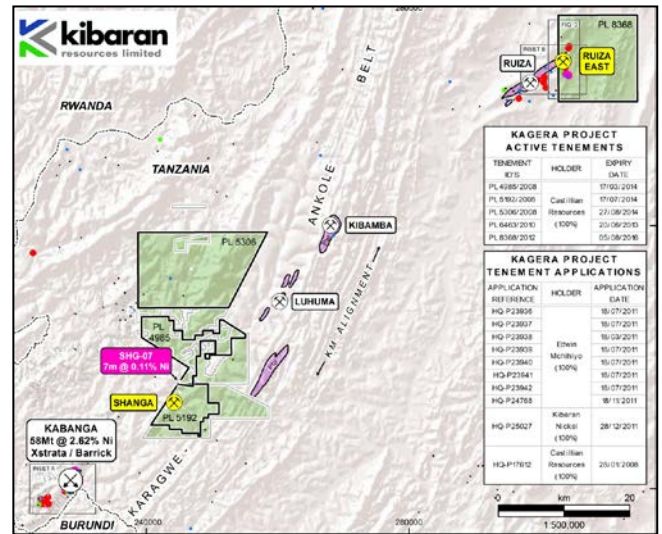 kibaran
resources limited
280000
PL 8368
INSET B
FIG 3
RUIZA
RUIZA
EAST
BELT
RWANDA
TANZANIA
ANKOLE
KIBAMBA
PL 5306
LUHUMA
KM ALIGNMENT
PL
4985
SHG-07
7m @ 0.11% Ni
SHANGA
PL 5192
KABANGA
58Mt @ 2.62% Ni
Xstrata / Barrick
KARAGWE
BURUNDI
240000
280000
KAGERA PROJECT
ACTIVE TENEMENTS
TENEMENT ID'S HOLDER EXPIRY DATE
PL 4985/2008 17/03/2014
PL 5192/2008 Castillian 17/07/2014
PL 5306/2008 Resources 27/08/2014
PL 6463/2010 (100%) 20/06/2013
PL 8368/2012 05/08/2016
KAGERA PROJECT
TENEMENT APPLICATIONS
APPLICATION REFERENCE HOLDER APPLICATION DATE
HQ-P23936 18/07/2011
HQ-P23937 18/07/2011
HQ-P23938 18/03/2011
HQ-P23939 Edwin 18/07/2011
HQ-P23940 Mchihiyo 18/07/2011
HQ-P23941 (100%) 18/07/2011
HQ-P23942 18/07/2011
HQ-P24768 18/11/2011
HQ-P25027 Kibaran Nickel (100%) 28/12/2011
HQ-P17612 Castillian Resources (100%) 28/01/2008
0 km 20
1:500,000